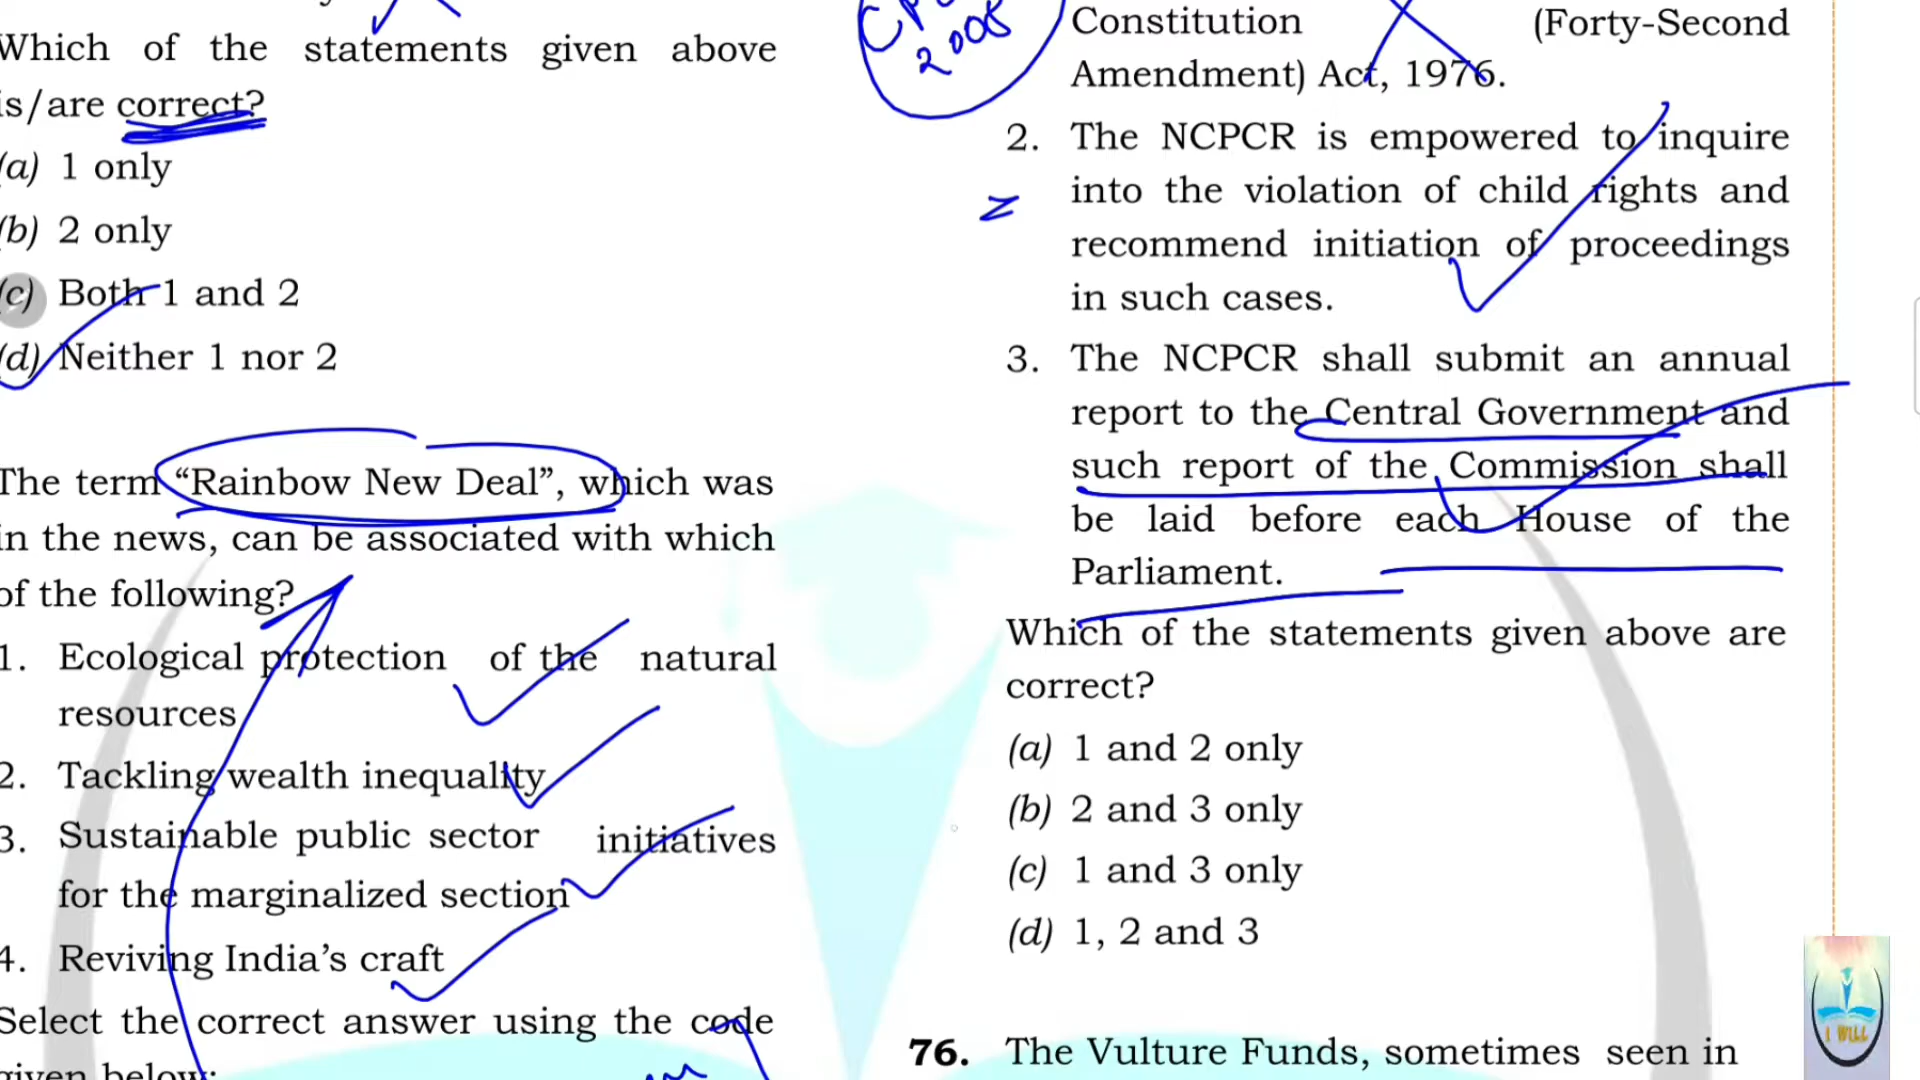 Which of the statements given above
is/are correct?
(a) 1 only
(b) 2 only
(c) Both 1 and 2
(d) Neither 1 nor 2
The term “Rainbow New Deal”, which was
in the news, can be associated with which
of the following?
1. Ecological protection of the natural
resources
2. Tackling wealth inequality
3. Sustainable public sector initiatives
for the marginalized section
4. Reviving India’s craft
Select the correct answer using the code
given below:
2005
Constitution (Forty-Second
Amendment) Act, 1976.
2. The NCPCR is empowered to inquire
into the violation of child rights and
recommend initiation of proceedings
in such cases.
3. The NCPCR shall submit an annual
report to the Central Government and
such report of the Commission shall
be laid before each House of the
Parliament.
Which of the statements given above are
correct?
(a) 1 and 2 only
(b) 2 and 3 only
(c) 1 and 3 only
(d) 1, 2 and 3
76. The Vulture Funds, sometimes seen in
I WILL